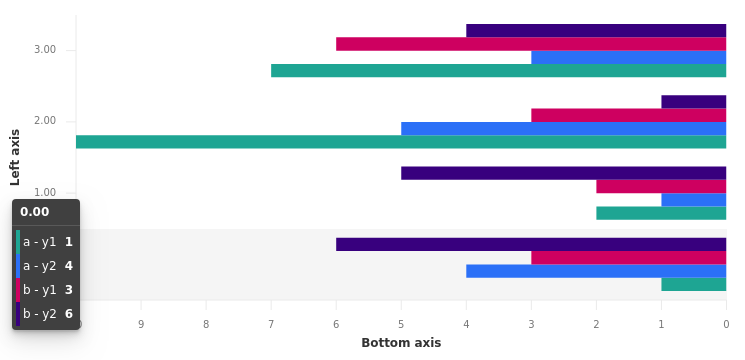 3.00
2.00
1.00
Left axis
0.00
a - y1 1
a - y2 4
b - y1 3
b - y2 6
9 8 7 6 5 4 3 2 1 0
Bottom axis